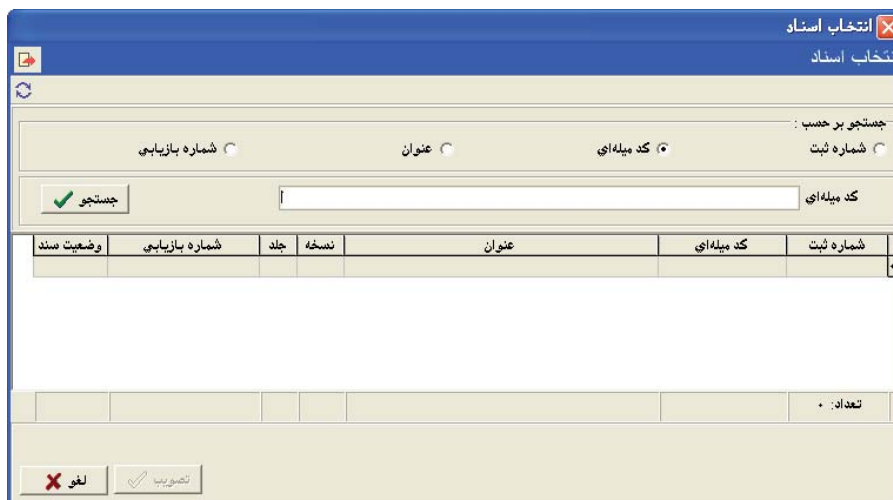 انتخاب اسناد
نتخاب اسناد
جستجو بر حسب :
شماره ثبت کد میله‌ای عنوان شماره بازیابی
کد میله‌ای جستجو
شماره ثبت کد میله‌ای عنوان نسخه جلد شماره بازیابی وضعیت سند
تعداد: ۰
تصویب لغو